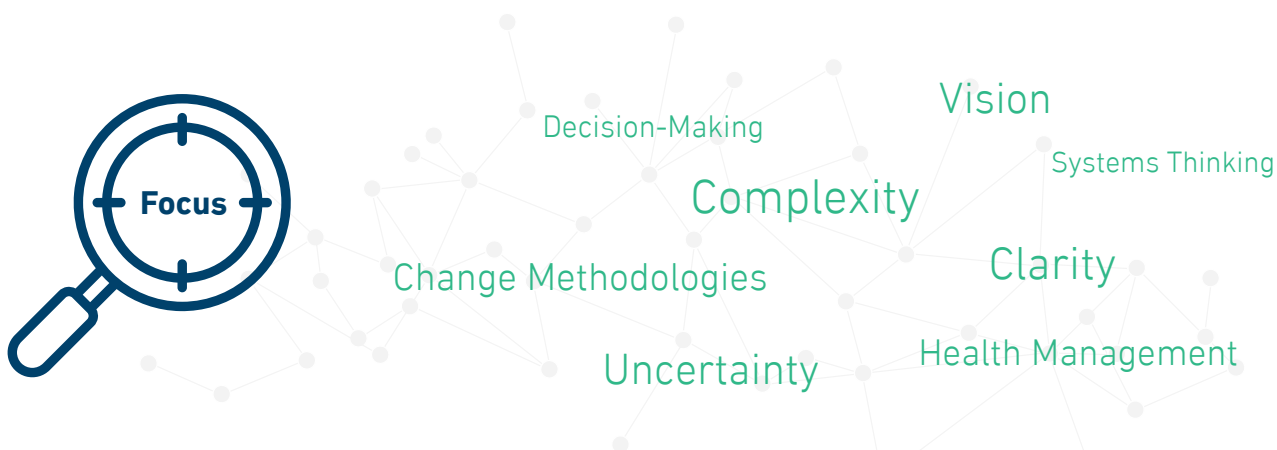 Focus
Decision-Making
Vision
Systems Thinking
Complexity
Clarity
Change Methodologies
Health Management
Uncertainty